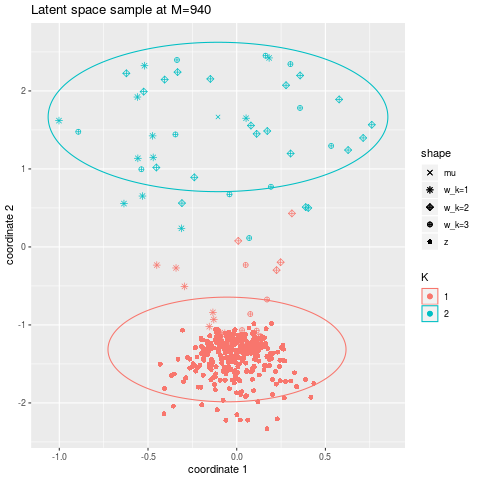 Latent space sample at M=940
coordinate 2
2
1
0
-1
-2
-1.0
-0.5
0.0
0.5
coordinate 1
shape
mu
w_k=1
w_k=2
w_k=3
z
K
1
2